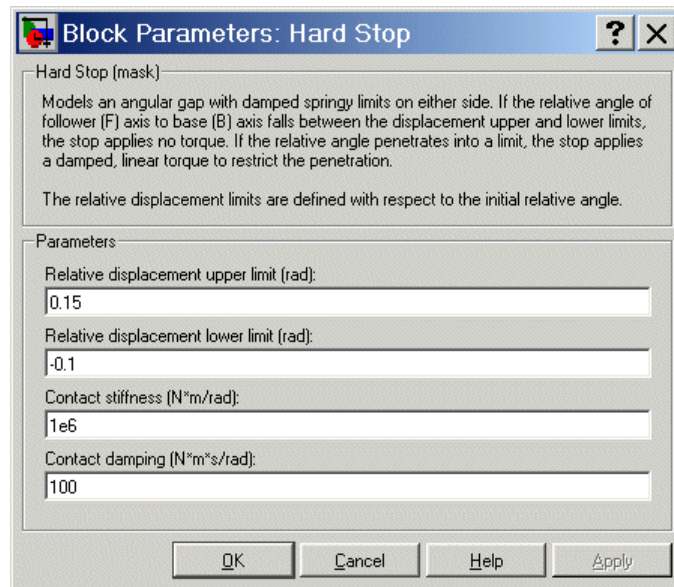 Block Parameters: Hard Stop
Hard Stop (mask)
Models an angular gap with damped springy limits on either side. If the relative angle of
follower (F) axis to base (B) axis falls between the displacement upper and lower limits,
the stop applies no torque. If the relative angle penetrates into a limit, the stop applies
a damped, linear torque to restrict the penetration.
The relative displacement limits are defined with respect to the initial relative angle.
Parameters
Relative displacement upper limit (rad):
0.15
Relative displacement lower limit (rad):
-0.1
Contact stiffness (N*m/rad):
1e6
Contact damping (N*m*s/rad):
100
OK Cancel Help Apply